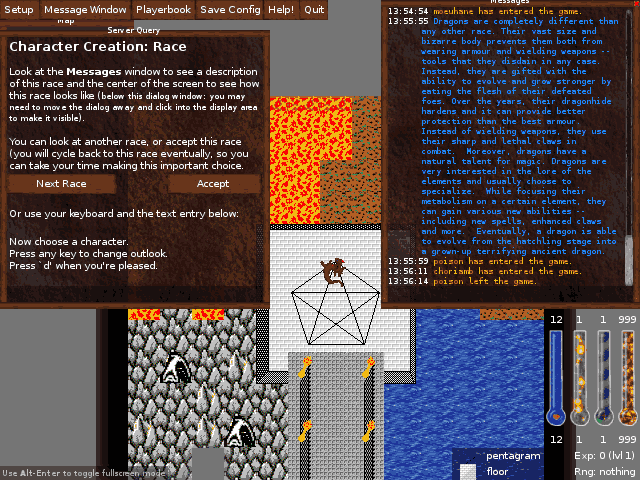 Setup Message Window Playerbook Save Config Help! Quit
Map
Server Query
Character Creation: Race
Look at the Messages window to see a description
of this race and the center of the screen to see how
this race looks like (below this dialog window: you may
need to move the dialog away and click into the display area
to make it visible).
You can look at another race, or accept this race
(you will cycle back to this race eventually, so you
can take your time making this important choice.
Next Race Accept
Or use your keyboard and the text entry below:
Now choose a character.
Press any key to change outlook.
Press `d' when you're pleased.
Messages
13:54:54 moeuhane has entered the game.
13:55:55 Dragons are completely different than
any other race. Their vast size and
bizarre body prevents them both from
wearing armour and wielding weapons --
tools that they disdain in any case.
Instead, they are gifted with the
ability to evolve and grow stronger by
eating the flesh of their defeated
foes. Over the years, their dragonhide
hardens and it can provide better
protection than the best armour.
Instead of wielding weapons, they use
their sharp and lethal claws in
combat. Moreover, dragons have a
natural talent for magic. Dragons are
very interested in the lore of the
elements and usually choose to
specialize. While focusing their
metabolism on a certain element, they
can gain various new abilities --
including new spells, enhanced claws
and more. Eventually, a dragon is able
to evolve from the hatchling stage into
a grown-up terrifying ancient dragon.
13:55:59 poison has entered the game.
13:56:11 choriamb has entered the game.
13:56:14 poison left the game.
12 1 1 999
12 1 1 999
Exp: 0 (lvl 1)
Rng: nothing
pentagram
floor
Use Alt-Enter to toggle fullscreen mode